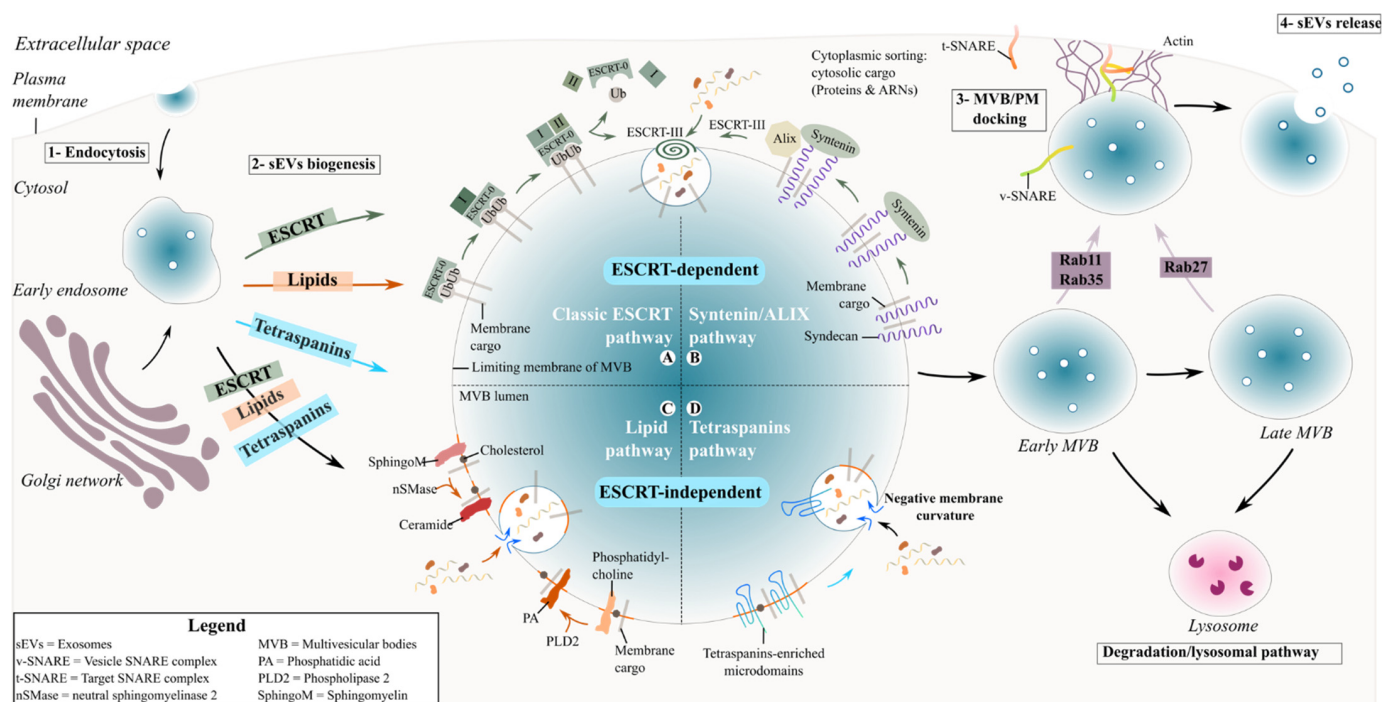 4- sEVs release
Extracellular space
Plasma
membrane
1- Endocytosis
2- sEVs biogenesis
Cytosol
Early endosome
Golgi network
ESCRT
Lipids
Tetraspanins
ESCRT
Lipids
Tetraspanins
ESCRT-0
UbUb
Membrane
cargo
Limiting membrane of MVB
MVB lumen
I
ESCRT-0
UbUb
I
II
ESCRT-0
UbUb
II
ESCRT-0
I
Ub
ESCRT-III
ESCRT-III
Cytoplasmic sorting:
cytosolic cargo
(Proteins & ARNs)
Alix
Syntenin
Syntenin
Membrane
cargo
Syndecan
ESCRT-dependent
Classic ESCRT
pathway
A
Syntenin/ALIX
pathway
B
C
Lipid
pathway
D
Tetraspanins
pathway
ESCRT-independent
SphingoM
Cholesterol
nSMase
Ceramide
PA
PLD2
Phosphatidyl-
choline
Membrane
cargo
Tetraspanins-enriched
microdomains
Negative membrane
curvature
t-SNARE
Actin
3- MVB/PM
docking
v-SNARE
Rab11
Rab35
Rab27
Early MVB
Late MVB
Lysosome
Degradation/lysosomal pathway
Legend
sEVs = Exosomes
v-SNARE = Vesicle SNARE complex
t-SNARE = Target SNARE complex
nSMase = neutral sphingomyelinase 2
MVB = Multivesicular bodies
PA = Phosphatidic acid
PLD2 = Phospholipase 2
SphingoM = Sphingomyelin